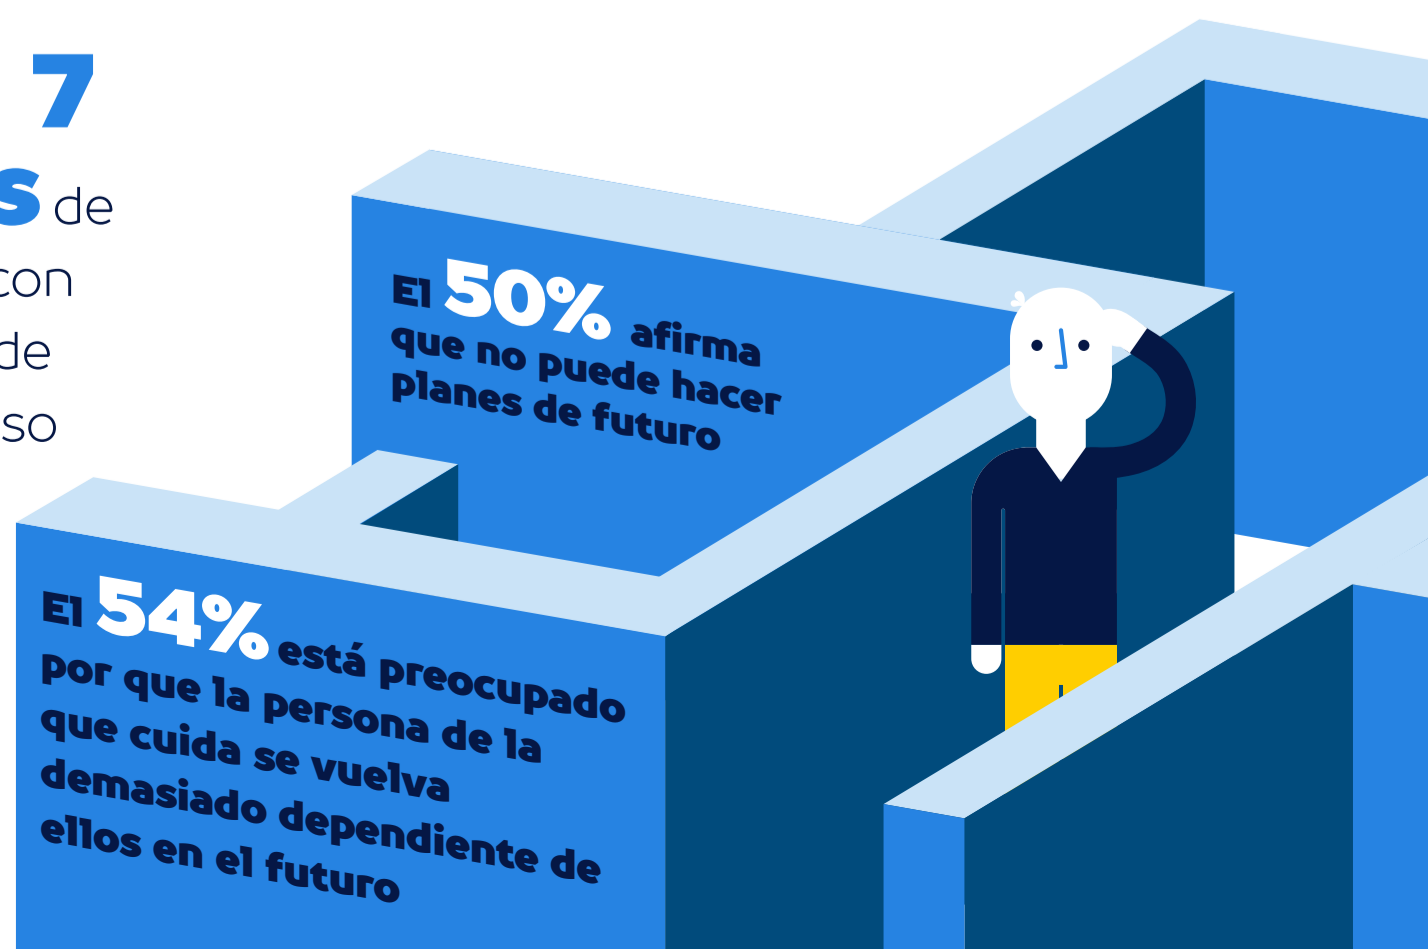 7
s de
con
de
so
El 50% afirma
que no puede hacer
planes de futuro
El 54% está preocupado
por que la persona de la
que cuida se vuelva
demasiado dependiente de
ellos en el futuro